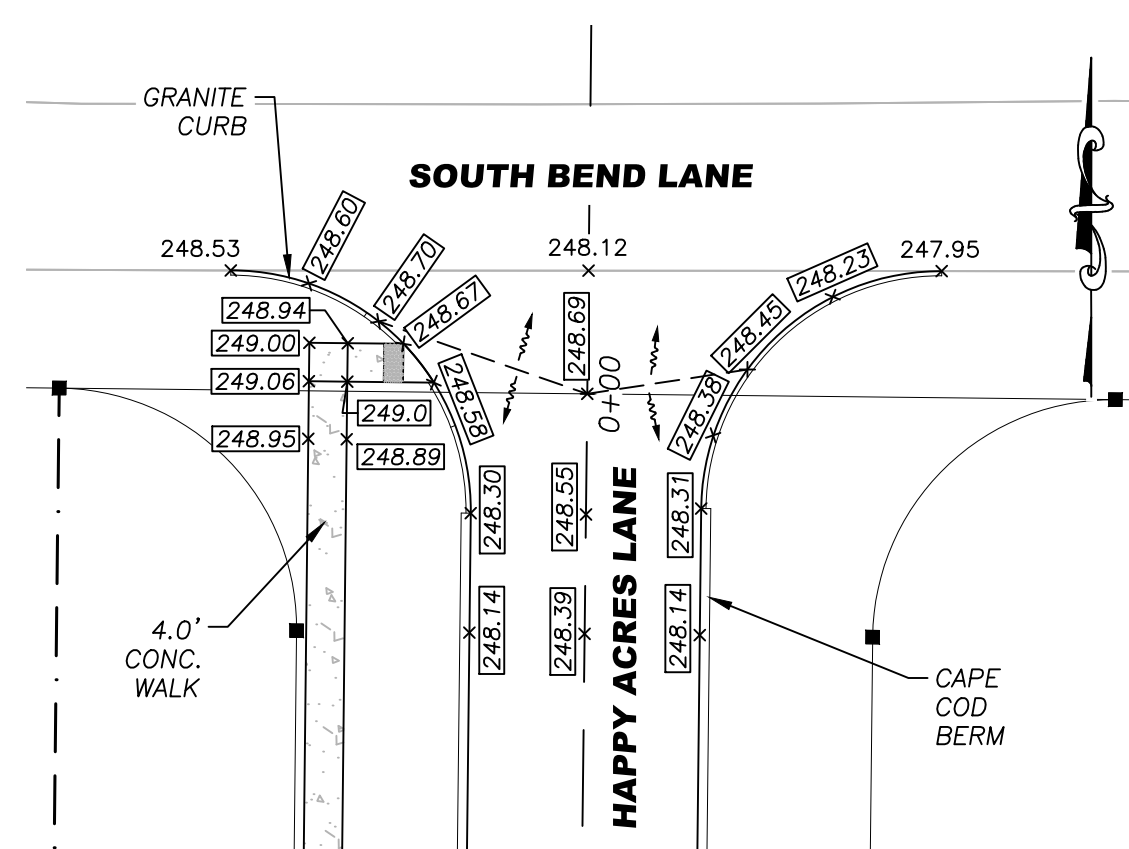 GRANITE
CURB
SOUTH BEND LANE
248.53
248.60
248.70
248.12
248.23
247.95
248.94
248.67
248.69
248.45
249.00
249.06
248.58
0+00
248.38
249.0
248.95
248.89
248.30
248.55
248.31
HAPPY ACRES LANE
248.14
248.39
248.14
4.0'
CONC.
WALK
CAPE
COD
BERM